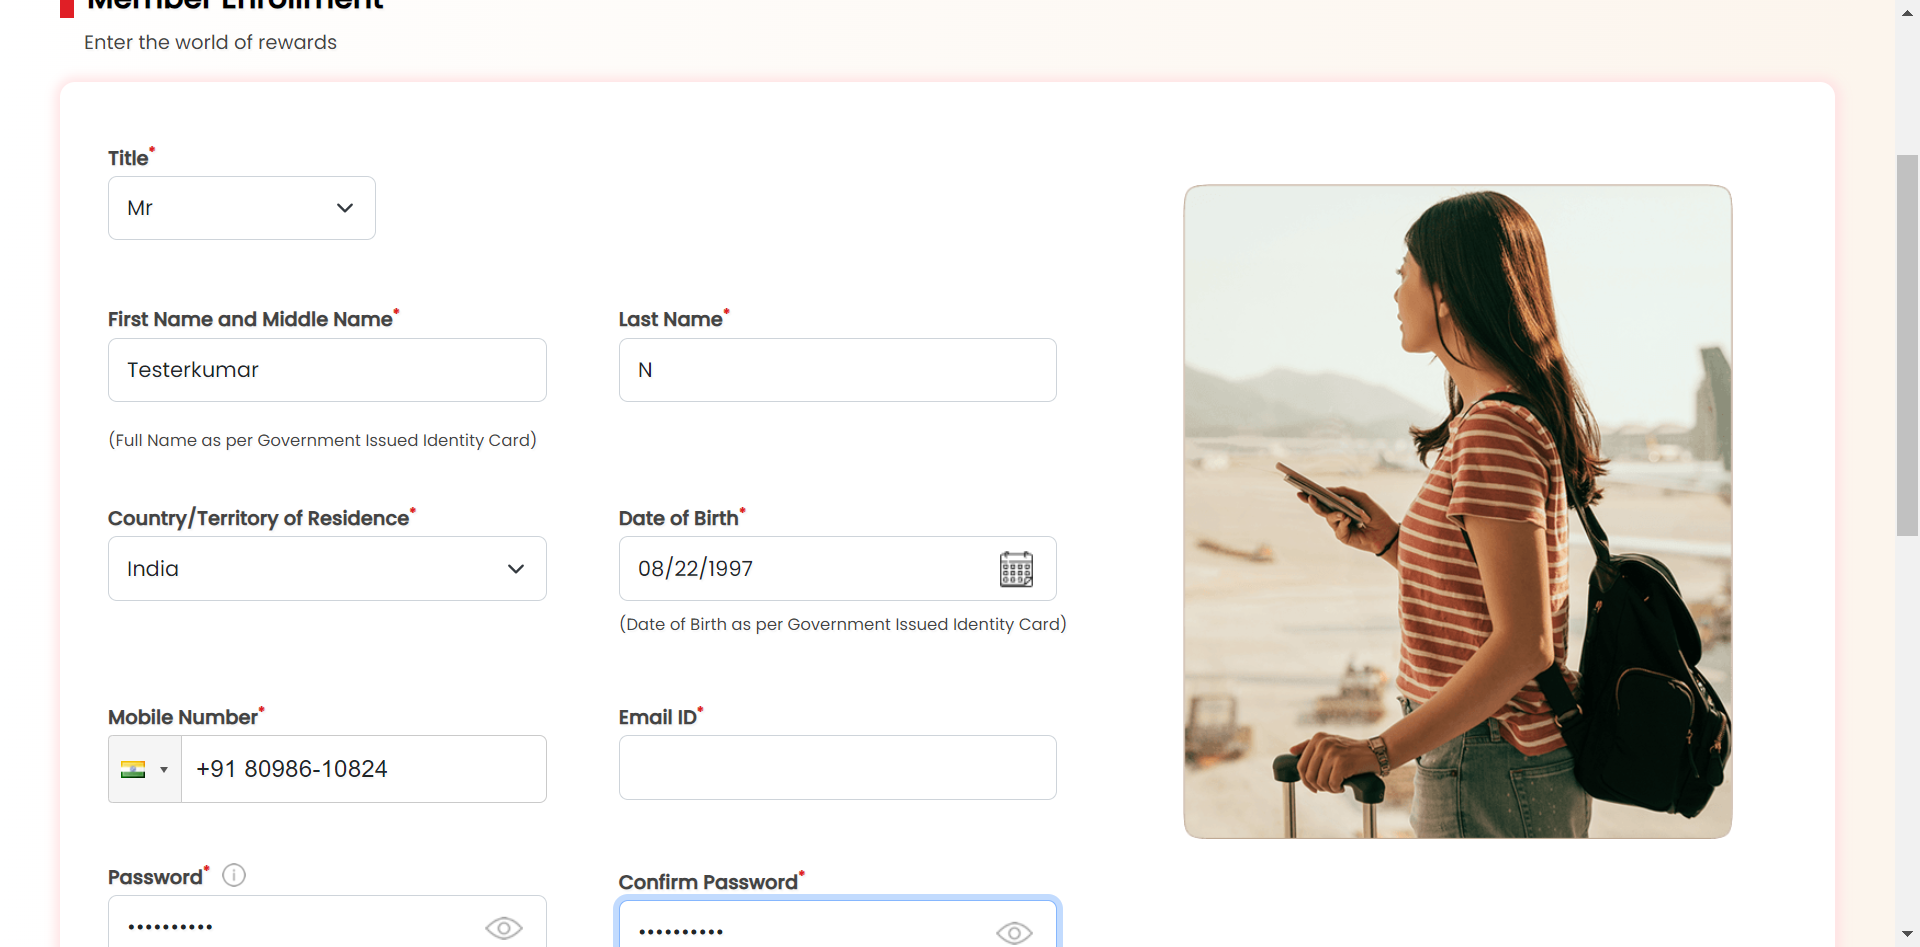 Member Enrollment
Enter the world of rewards
Title*
Mr
First Name and Middle Name*
Last Name*
Testerkumar
N
(Full Name as per Government Issued Identity Card)
Country/Territory of Residence*
Date of Birth*
India
08/22/1997
(Date of Birth as per Government Issued Identity Card)
Mobile Number*
Email ID*
+91 80986-10824
Password*
Confirm Password*
••••••••••
••••••••••